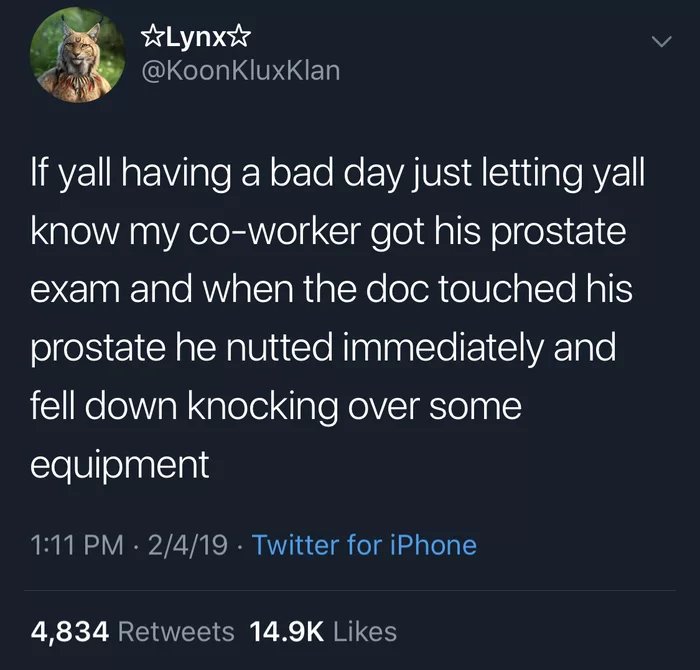 ☆Lynx☆
@KoonKluxKlan
If yall having a bad day just letting yall
know my co-worker got his prostate
exam and when the doc touched his
prostate he nutted immediately and
fell down knocking over some
equipment
1:11 PM · 2/4/19 · Twitter for iPhone
4,834 Retweets 14.9K Likes